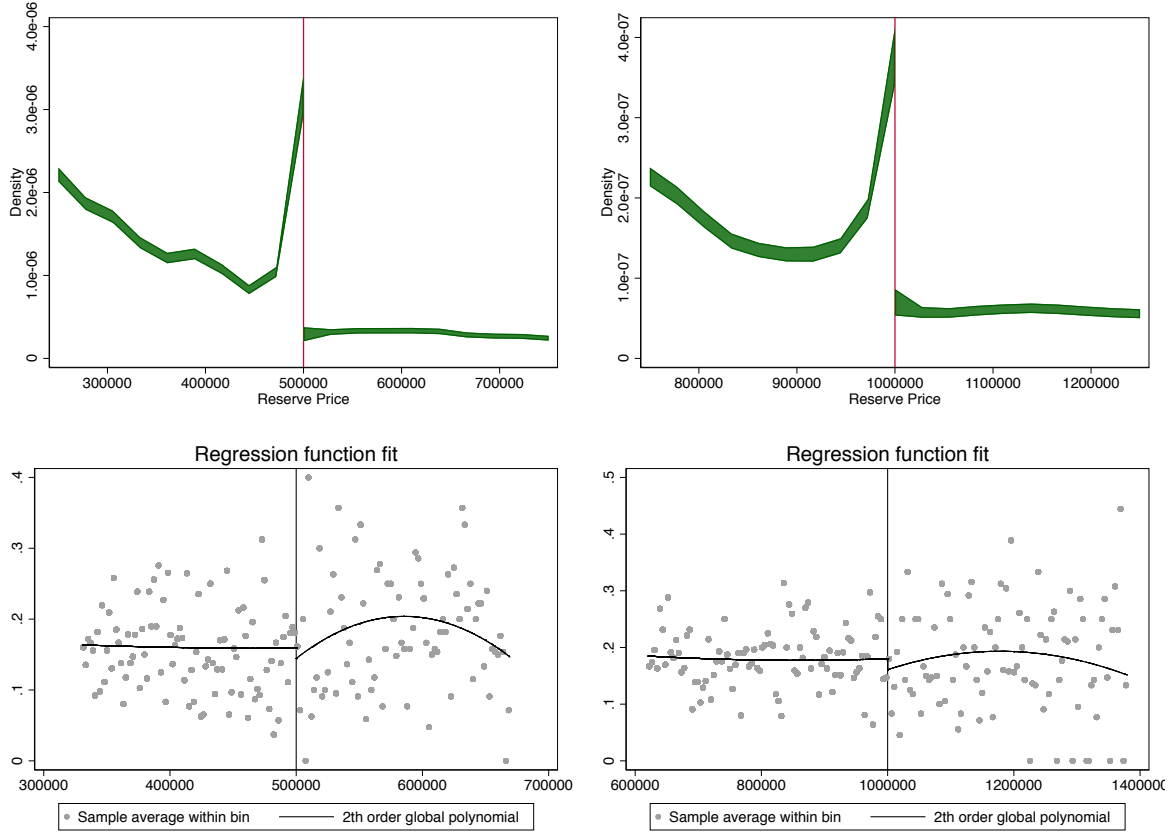 4.0e-06
3.0e-06
2.0e-06
1.0e-06
0
Density
300000 400000 500000 600000 700000
Reserve Price
4.0e-07
3.0e-07
2.0e-07
1.0e-07
0
Density
800000 900000 1000000 1100000 1200000
Reserve Price
Regression function fit
.4
.3
.2
.1
0
300000 400000 500000 600000 700000
Sample average within bin 2th order global polynomial
Regression function fit
.5
.4
.3
.2
.1
0
600000 800000 1000000 1200000 1400000
Sample average within bin 2th order global polynomial